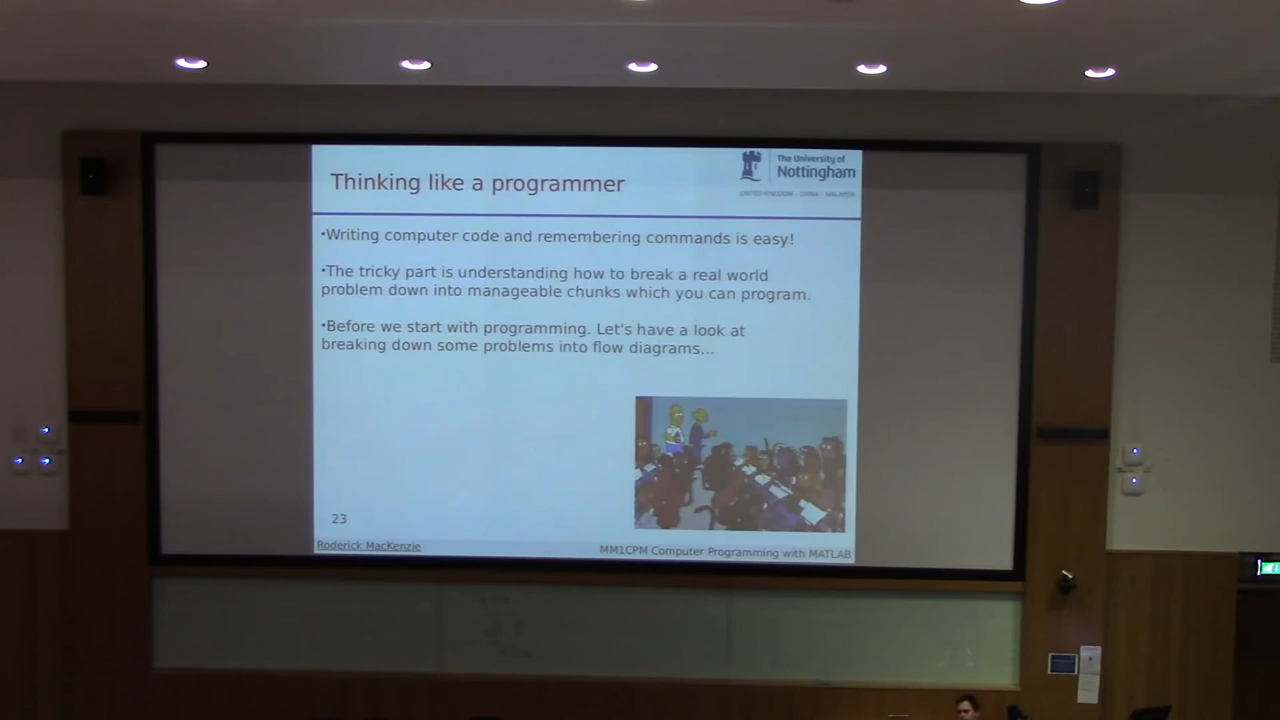 Thinking like a programmer
The University of
Nottingham
UNITED KINGDOM · CHINA · MALAYSIA
•Writing computer code and remembering commands is easy!
•The tricky part is understanding how to break a real world
problem down into manageable chunks which you can program.
•Before we start with programming. Let's have a look at
breaking down some problems into flow diagrams...
23
Roderick MacKenzie
MM1CPM Computer Programming with MATLAB